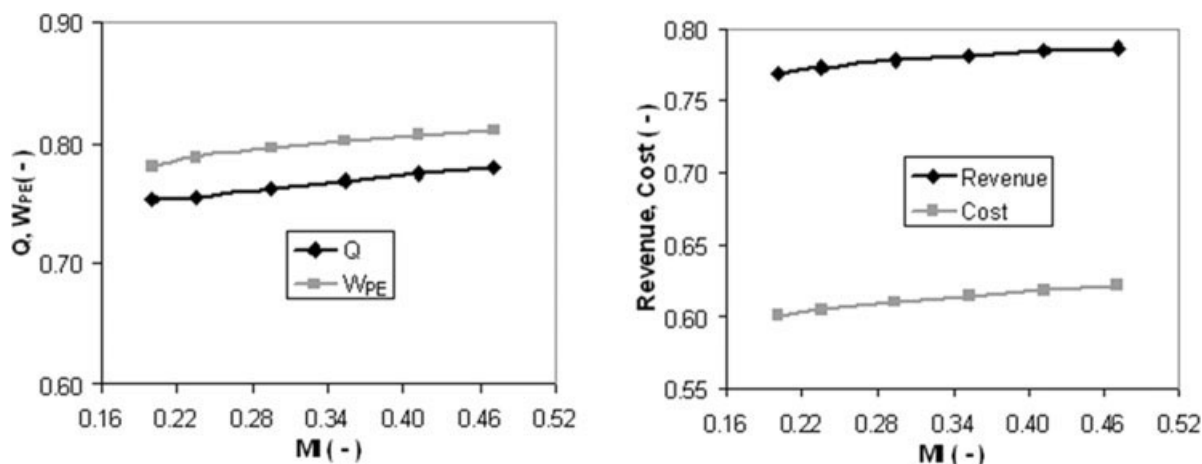 0.90
0.80
0.70
0.60
Q, WPE (-)
Q
WPE
0.16 0.22 0.28 0.34 0.40 0.46 0.52
MI (-)
0.80
0.75
0.70
0.65
0.60
0.55
Revenue, Cost (-)
Revenue
Cost
0.16 0.22 0.28 0.34 0.40 0.46 0.52
MI (-)